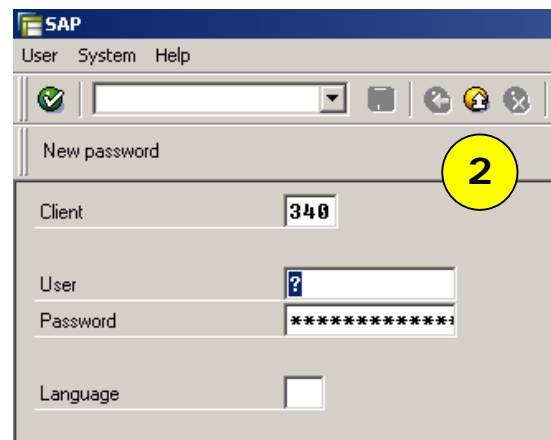 SAP
User System Help
New password
2
Client 340
User ?
Password *************
Language